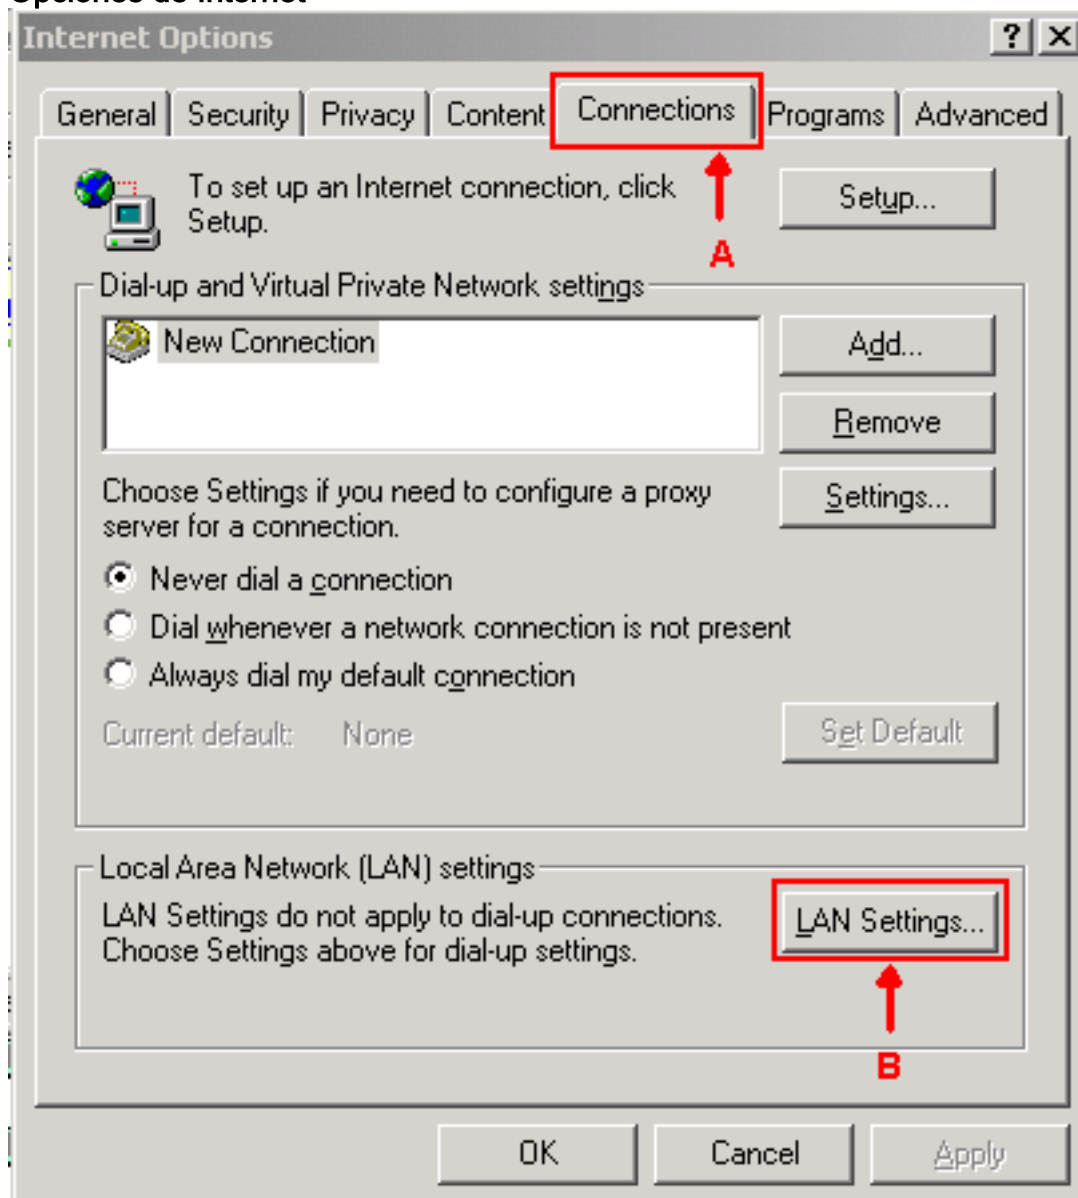 Opciones de Internet
Internet Options
? X
General Security Privacy Content Connections Programs Advanced
To set up an Internet connection, click
Setup.
Setup...
A
Dial-up and Virtual Private Network settings
New Connection
Add...
Remove
Choose Settings if you need to configure a proxy
server for a connection.
Settings...
Never dial a connection
Dial whenever a network connection is not present
Always dial my default connection
Current default: None
Set Default
Local Area Network (LAN) settings
LAN Settings do not apply to dial-up connections.
Choose Settings above for dial-up settings.
LAN Settings...
B
OK Cancel Apply